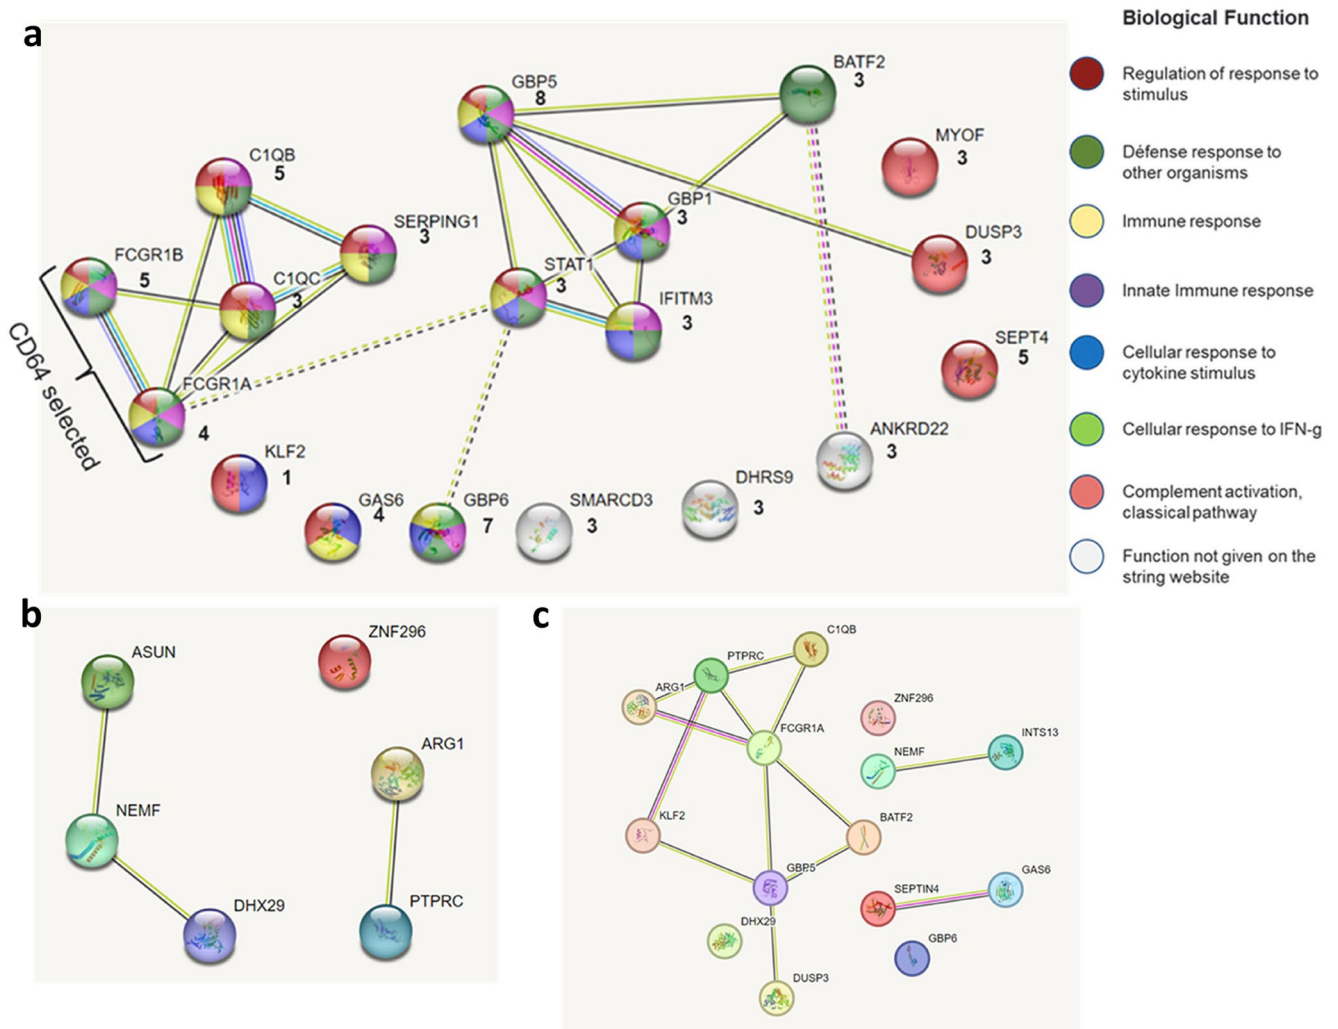 a
Biological Function
Regulation of response to
stimulus
Défense response to
other organisms
Immune response
Innate Immune response
Cellular response to
cytokine stimulus
Cellular response to IFN-g
Complement activation,
classical pathway
Function not given on the
string website
GBP5
8
BATF2
3
MYOF
3
C1QB
5
GBP1
3
SERPING1
3
DUSP3
3
FCGR1B
5
C1QC
3
STAT1
3
IFITM3
3
SEPT4
5
CD64 selected
FCGR1A
4
KLF2
1
ANKRD22
3
GAS6
4
GBP6
7
SMARCD3
3
DHRS9
3
b
ASUN
ZNF296
ARG1
NEMF
DHX29
PTPRC
c
C1QB
PTPRC
ARG1
ZNF296
FCGR1A
INTS13
NEMF
KLF2
BATF2
GBP5
SEPTIN4
GAS6
DHX29
GBP6
DUSP3